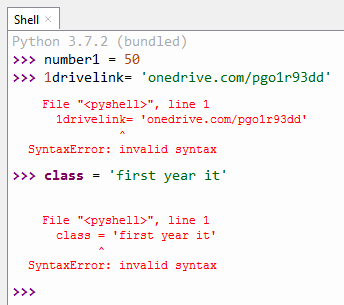 Shell ×
Python 3.7.2 (bundled)
>>> number1 = 50
>>> 1drivelink= 'onedrive.com/pgo1r93dd'
File "<pyshell>", line 1
1drivelink= 'onedrive.com/pgo1r93dd'
^
SyntaxError: invalid syntax
>>> class = 'first year it'
File "<pyshell>", line 1
class = 'first year it'
^
SyntaxError: invalid syntax
>>>